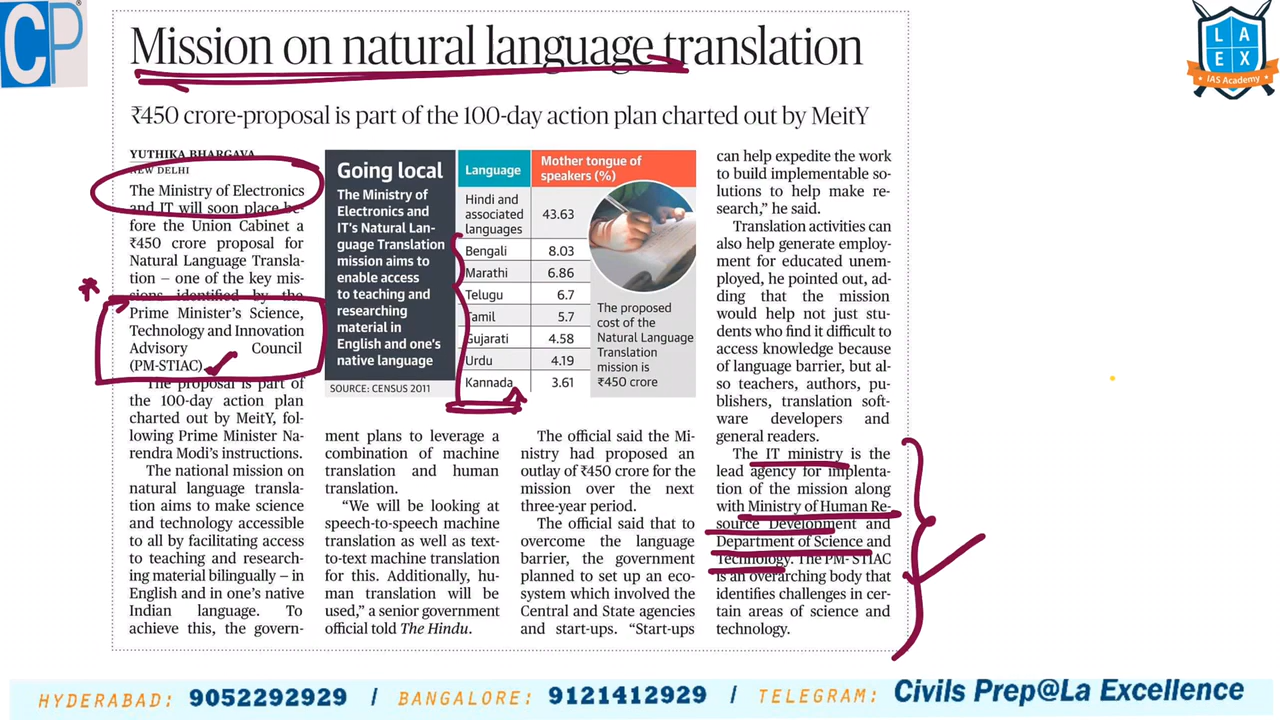 CP
LA
EX
IAS Academy
Mission on natural language translation
₹450 crore-proposal is part of the 100-day action plan charted out by MeitY
YUTHIKA BHARGAVA
NEW DELHI
The Ministry of Electronics
and IT will soon place be-
fore the Union Cabinet a
₹450 crore proposal for
Natural Language Transla-
tion – one of the key mis-
sions identified by the
Prime Minister's Science,
Technology and Innovation
Advisory Council
(PM-STIAC).
The proposal is part of
the 100-day action plan
charted out by MeitY, fol-
lowing Prime Minister Na-
rendra Modi's instructions.
The national mission on
natural language transla-
tion aims to make science
and technology accessible
to all by facilitating access
to teaching and research-
ing material bilingually – in
English and in one's native
Indian language. To
achieve this, the govern-
Going local
The Ministry of
Electronics and
IT's Natural Lan-
guage Translation
mission aims to
enable access
to teaching and
researching
material in
English and one's
native language
SOURCE: CENSUS 2011
Language Mother tongue of speakers (%)
Hindi and associated languages 43.63
Bengali 8.03
Marathi 6.86
Telugu 6.7
Tamil 5.7
Gujarati 4.58
Urdu 4.19
Kannada 3.61
The proposed
cost of the
Natural Language
Translation
mission is
₹450 crore
ment plans to leverage a
combination of machine
translation and human
translation.
"We will be looking at
speech-to-speech machine
translation as well as text-
to-text machine translation
for this. Additionally, hu-
man translation will be
used," a senior government
official told The Hindu.
The official said the Mi-
nistry had proposed an
outlay of ₹450 crore for the
mission over the next
three-year period.
The official said that to
overcome the language
barrier, the government
planned to set up an eco-
system which involved the
Central and State agencies
and start-ups. "Start-ups
can help expedite the work
to build implementable so-
lutions to help make re-
search," he said.
Translation activities can
also help generate employ-
ment for educated unem-
ployed, he pointed out, ad-
ding that the mission
would help not just stu-
dents who find it difficult to
access knowledge because
of language barrier, but al-
so teachers, authors, pu-
blishers, translation soft-
ware developers and
general readers.
The IT ministry is the
lead agency for implementa-
tion of the mission along
with Ministry of Human Re-
source Development and
Department of Science and
Technology. The PM-STIAC
is an overarching body that
identifies challenges in cer-
tain areas of science and
technology.
HYDERABAD: 9052292929 / BANGALORE: 9121412929 / TELEGRAM: Civils Prep@La Excellence